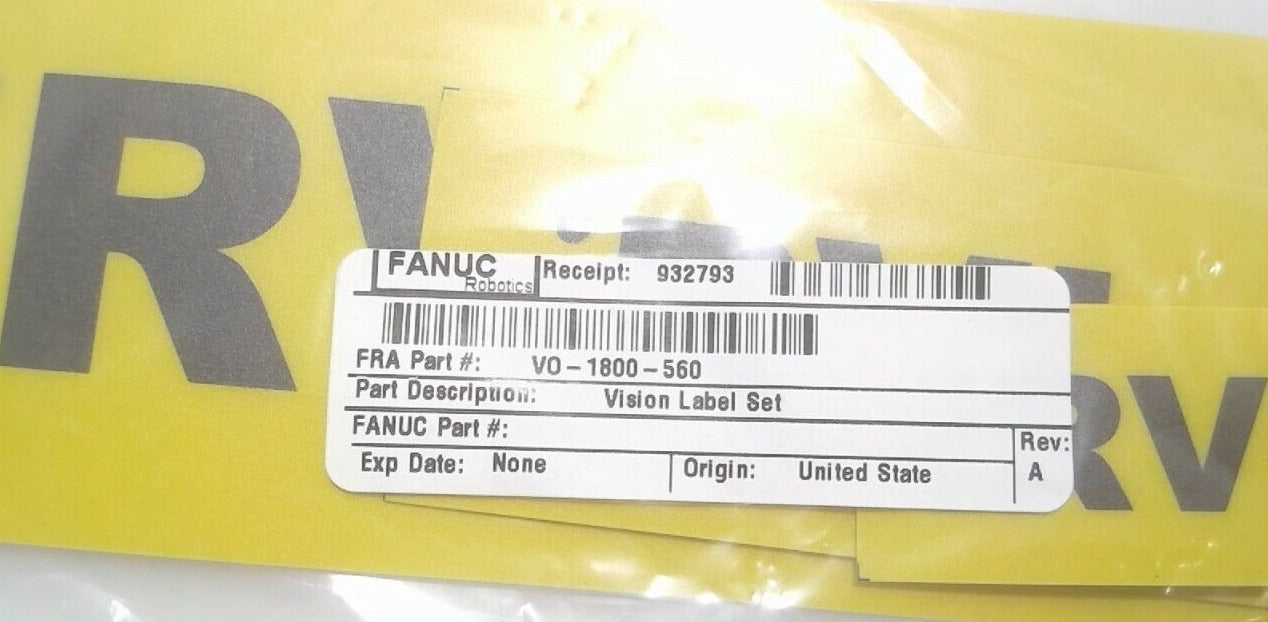 RV
RV
FANUC
Robotics
Receipt: 932793
FRA Part #: VO-1800-560
Part Description: Vision Label Set
FANUC Part #:
Rev:
A
Exp Date: None
Origin: United State